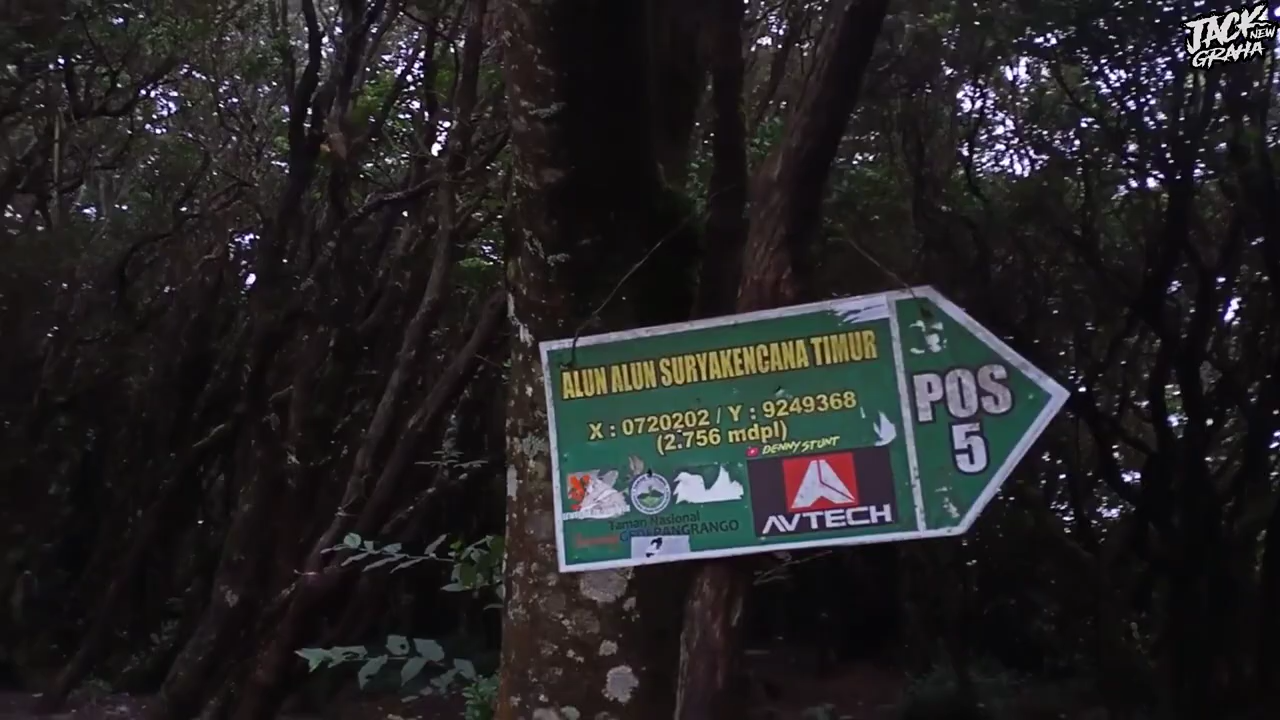 JACK NEW
GRAHA
ALUN ALUN SURYAKENCANA TIMUR
X : 0720202 / Y : 9249368
(2.756 mdpl)
DENNY STUNT
POS
5
AVTECH
Taman Nasional
GEDEPANGRANGO